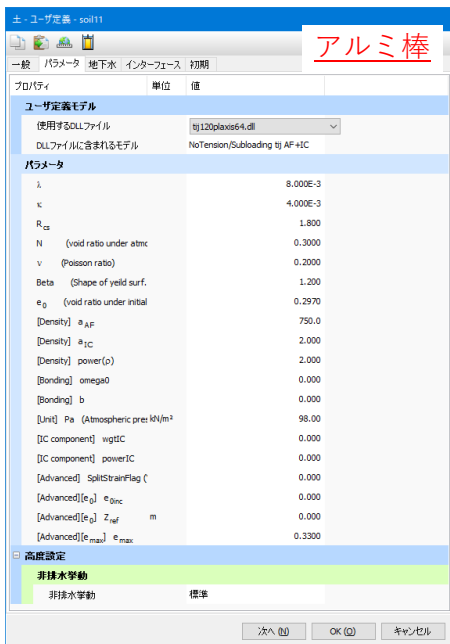 土 - ユーザ定義 - soil11
アルミ棒
一般 パラメータ 地下水 インターフェース 初期
プロパティ 単位 値
ユーザ定義モデル
使用するDLLファイル tij120plaxis64.dll
DLLファイルに含まれるモデル NoTension/Subloading tij AF+IC
パラメータ
λ 8.000E-3
κ 4.000E-3
Rcs 1.800
N (void ratio under atmc 0.3000
ν (Poisson ratio) 0.2000
Beta (Shape of yeild surf. 1.200
e0 (void ratio under initial 0.2970
[Density] aAF 750.0
[Density] aIC 2.000
[Density] power(ρ) 2.000
[Bonding] omega0 0.000
[Bonding] b 0.000
[Unit] Pa (Atmospheric pre: kN/m² 98.00
[IC component] wgtIC 0.000
[IC component] powerIC 0.000
[Advanced] SplitStrainFlag (' 0.000
[Advanced][e0] e0inc 0.000
[Advanced][e0] Zref m 0.000
[Advanced][emax] emax 0.3300
高度設定
非排水挙動
非排水挙動 標準
次へ (N) OK (O) キャンセル